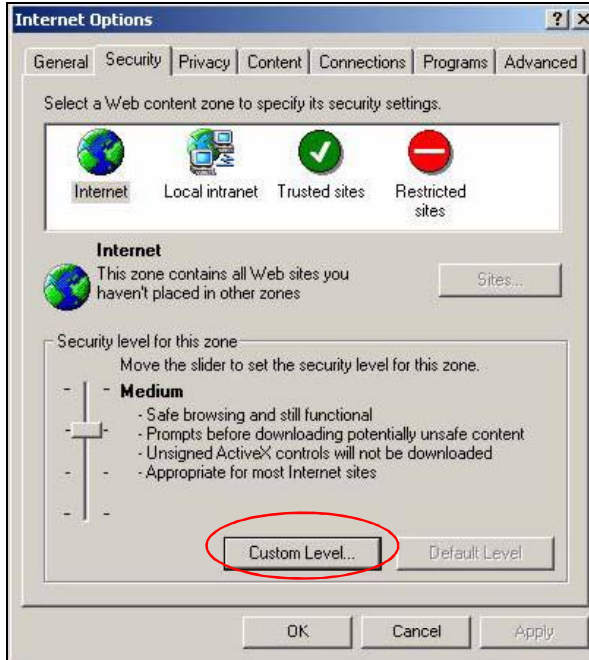 Internet Options
General Security Privacy Content Connections Programs Advanced
Select a Web content zone to specify its security settings.
Internet Local intranet Trusted sites Restricted sites
Internet
This zone contains all Web sites you
haven't placed in other zones
Sites...
Security level for this zone
Move the slider to set the security level for this zone.
Medium
- Safe browsing and still functional
- Prompts before downloading potentially unsafe content
- Unsigned ActiveX controls will not be downloaded
- Appropriate for most Internet sites
Custom Level... Default Level
OK Cancel Apply